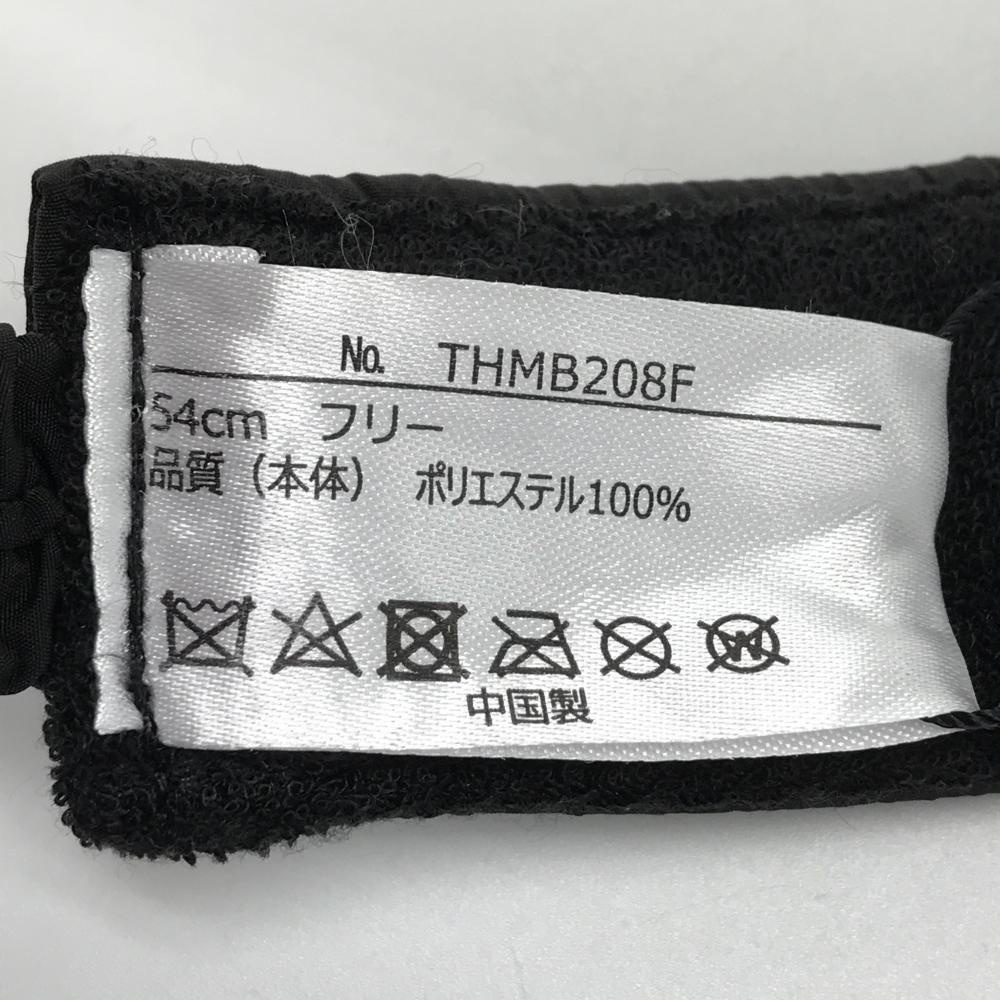 No. THMB208F
54cm フリー
品質（本体） ポリエステル100%
W
中国製